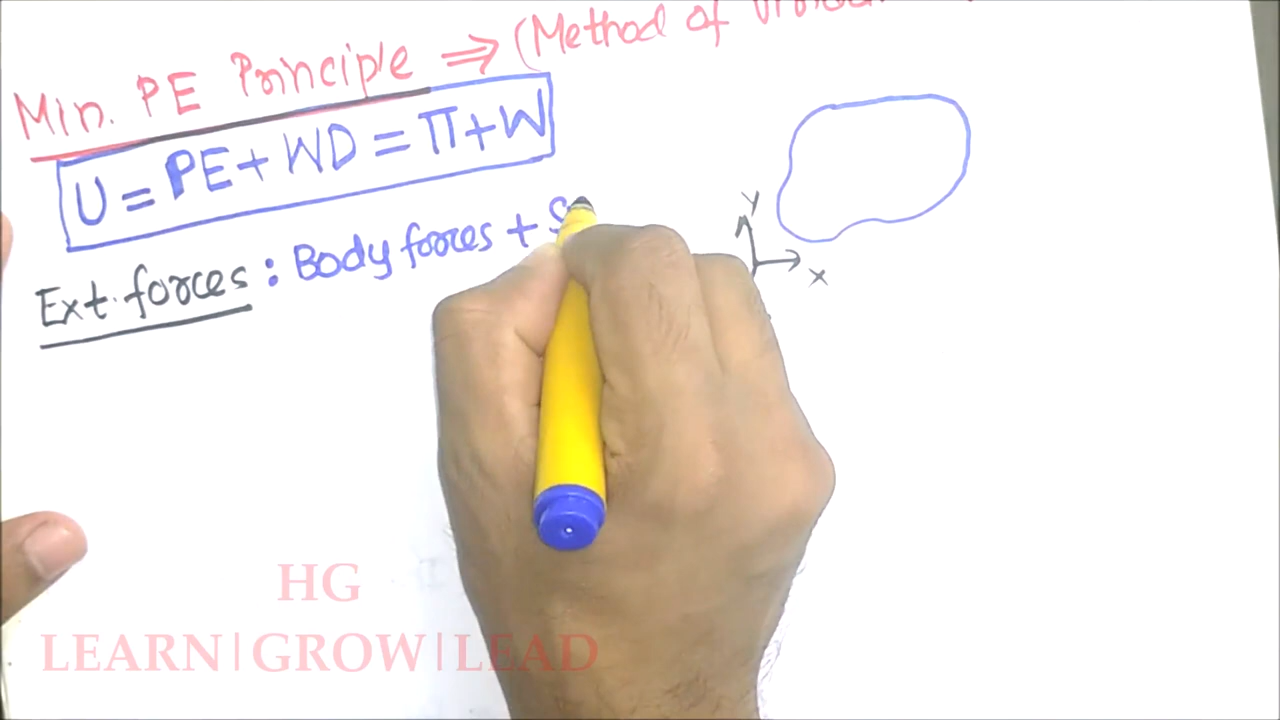 Min. PE Principle ⇒ (Method of
U = PE + WD = Π + W
Ext. forces : Body forces + S
y
x
HG
LEARN|GROW|LEAD